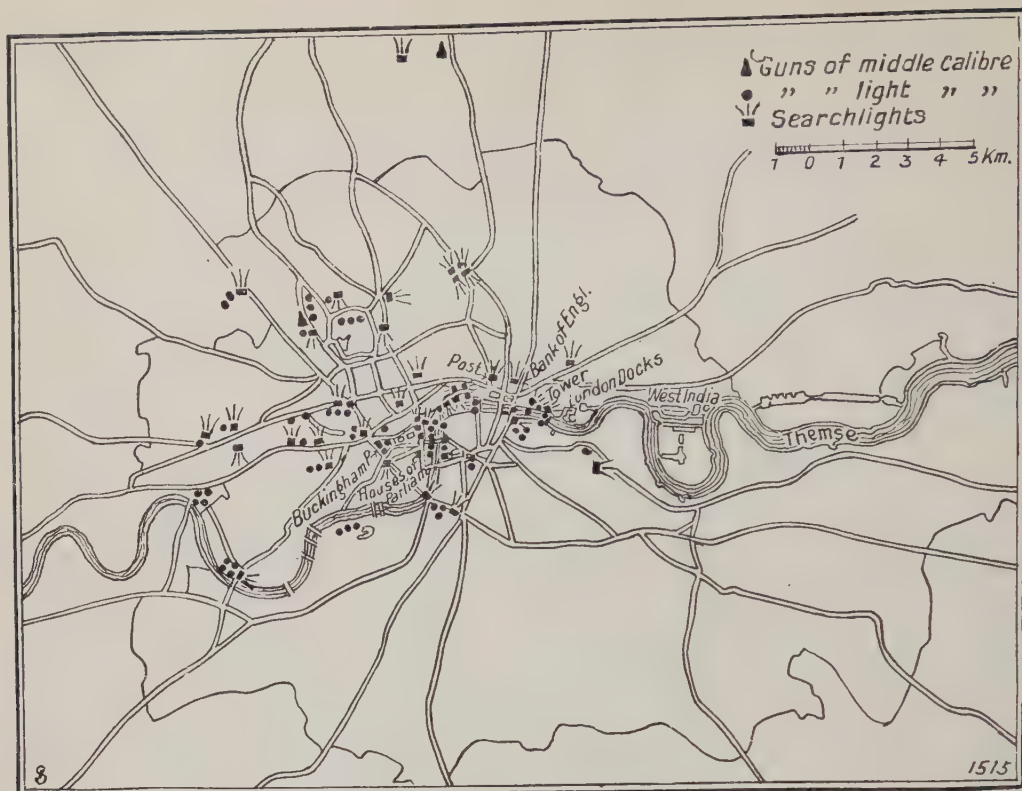 Guns of middle calibre
" " light " "
Searchlights
1 0 1 2 3 4 5 Km.
Bank of Engl.
Post
Tower
London Docks
West India
Themse
Buckingham P.
Houses of
Parliam.
8
1515